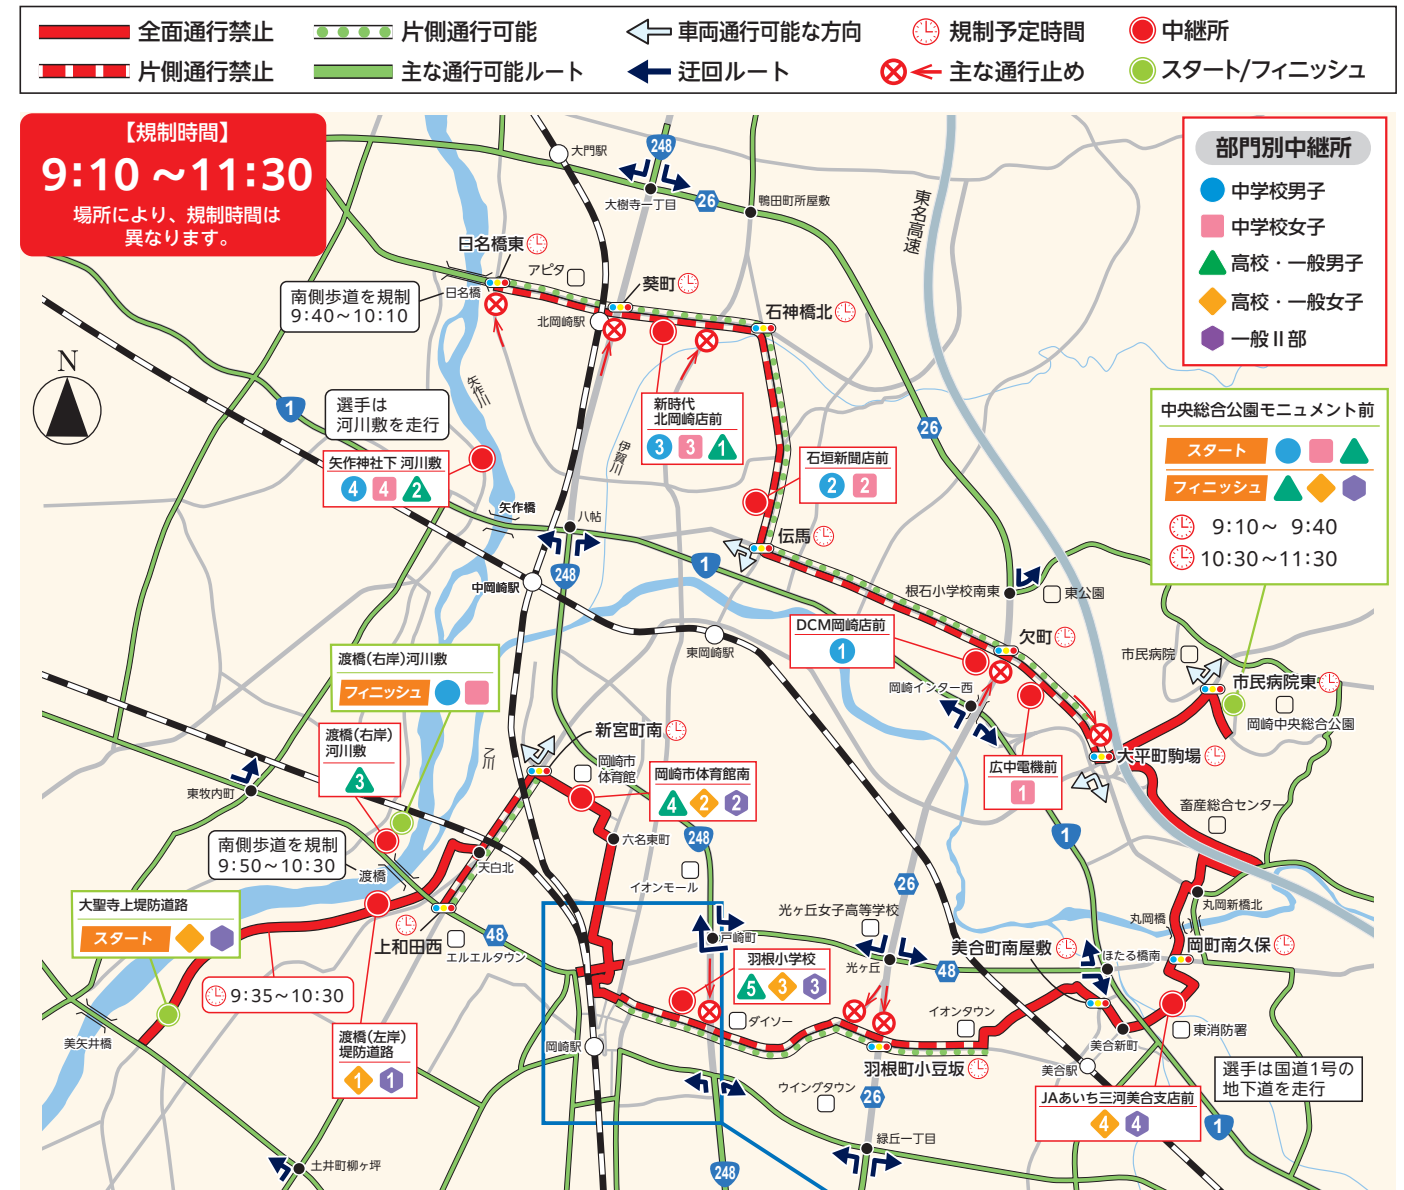 全面通行禁止
片側通行可能
車両通行可能な方向
規制予定時間
中継所
片側通行禁止
主な通行可能ルート
迂回ルート
主な通行止め
スタート/フィニッシュ
【規制時間】
9:10～11:30
場所により、規制時間は
異なります。
部門別中継所
中学校男子
中学校女子
高校・一般男子
高校・一般女子
一般Ⅱ部
大門駅
248
大樹寺一丁目
26
鴨田町所屋敷
東名高速
日名橋東
アピタ
葵町
石神橋北
日名橋
北岡崎駅
南側歩道を規制
9:40～10:10
N
1
矢作川
伊賀川
選手は
河川敷を走行
新時代
北岡崎店前
3 3 1
26
中央総合公園モニュメント前
スタート
フィニッシュ
9:10～ 9:40
10:30～11:30
矢作神社下 河川敷
4 4 2
石垣新聞店前
2 2
矢作橋
八帖
伝馬
248
1
中岡崎駅
根石小学校南東
東公園
DCM岡崎店前
1
欠町
東岡崎駅
市民病院
市民病院東
岡崎中央総合公園
渡橋(右岸)河川敷
フィニッシュ
岡崎インター西
新宮町南
渡橋(右岸)
河川敷
3
岡崎市
体育館
岡崎市体育館南
4 2 2
広中電機前
1
大平町駒場
東牧内町
畜産総合センター
南側歩道を規制
9:50～10:30
六名東町
248
1
天白北
渡橋
イオンモール
26
丸岡新橋北
丸岡橋
大聖寺上堤防道路
スタート
上和田西
エルエルタウン
48
戸崎町
光ヶ丘女子高等学校
光ヶ丘
48
美合町南屋敷
ほたる橋南
岡町南久保
羽根小学校
5 3 3
9:35～10:30
ダイソー
イオンタウン
東消防署
美合新町
美矢井橋
渡橋(左岸)
堤防道路
1 1
岡崎駅
羽根町小豆坂
美合駅
選手は国道1号の
地下道を走行
ウイングタウン
26
JAあいち三河美合支店前
4 4
1
緑丘一丁目
土井町柳ヶ坪
248